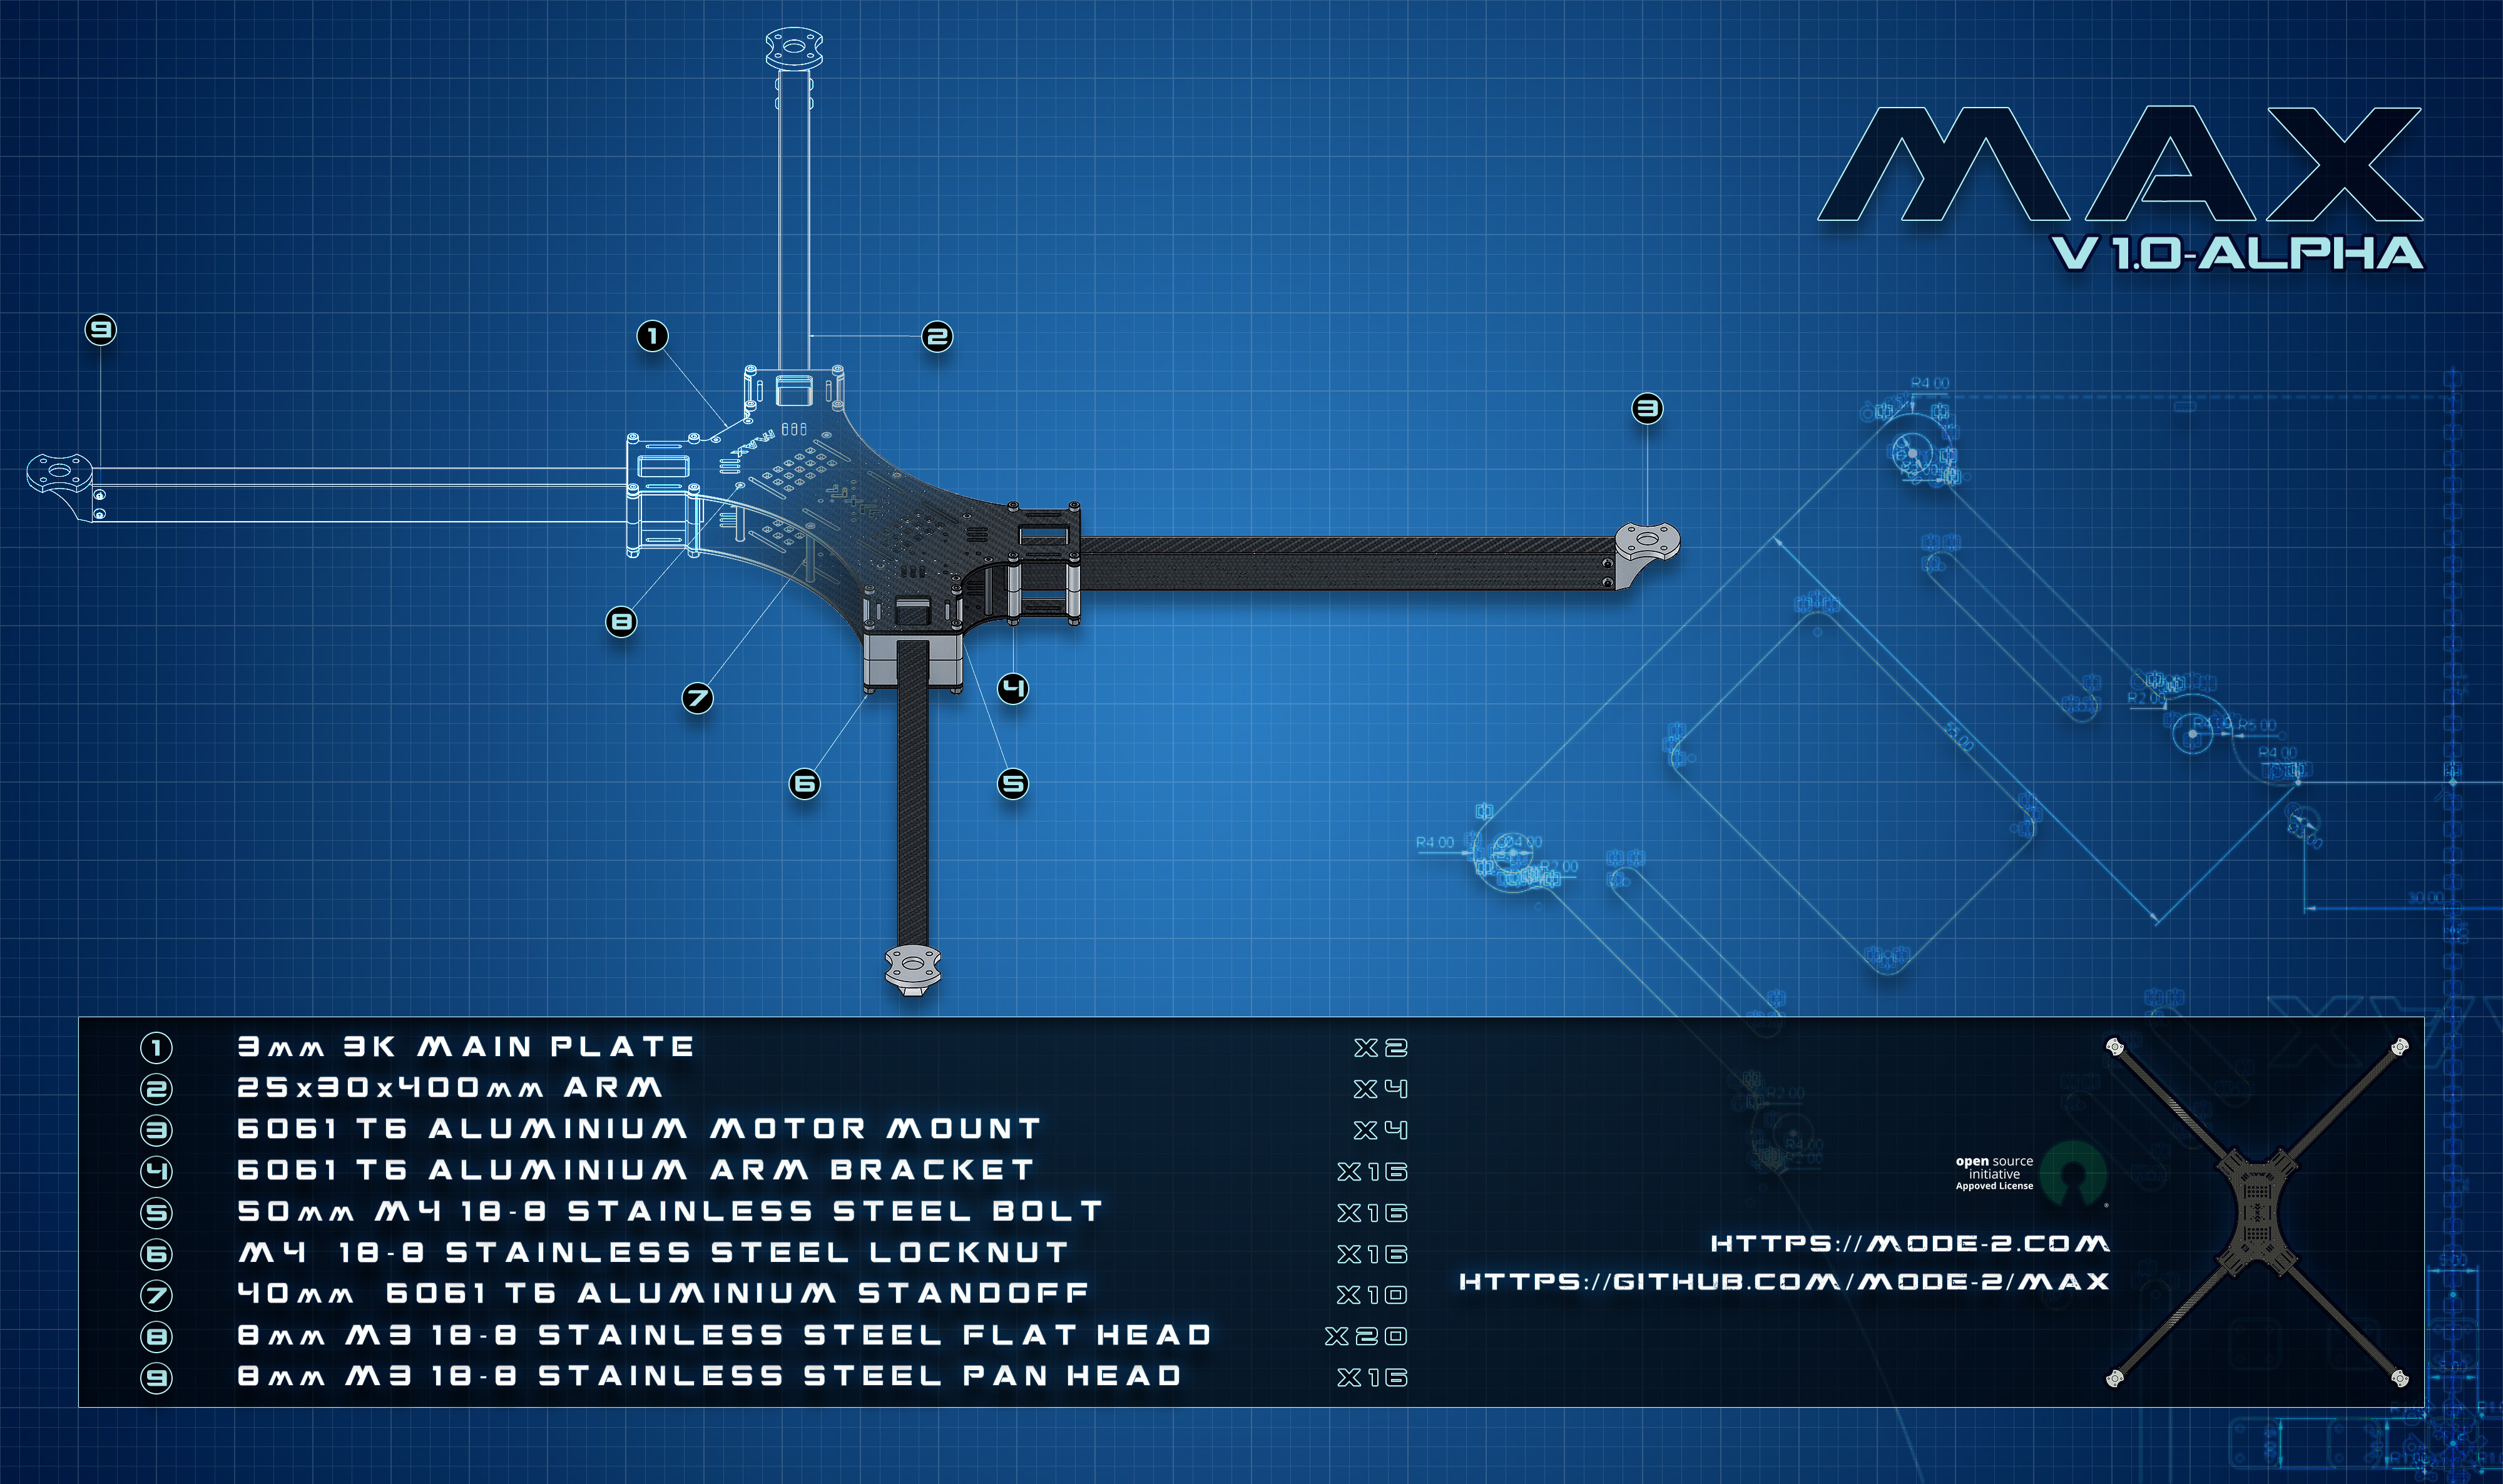 MAX
V1.0-ALPHA
9
1
2
3
8
7
4
6
5
R4.00
R2.00
R5.00
R4.00
R4.00
R2.00
30.00
1 3mm 3K MAIN PLATE X2
2 25x30x400mm ARM X4
3 6061 T6 ALUMINIUM MOTOR MOUNT X4
4 6061 T6 ALUMINIUM ARM BRACKET X16
5 50mm M4 18-8 STAINLESS STEEL BOLT X16
6 M4 18-8 STAINLESS STEEL LOCKNUT X16
7 40mm 6061 T6 ALUMINIUM STANDOFF X10
8 8mm M3 18-8 STAINLESS STEEL FLAT HEAD X20
9 8mm M3 18-8 STAINLESS STEEL PAN HEAD X16
open source
initiative
Appoved License
HTTPS://MODE-2.COM
HTTPS://GITHUB.COM/MODE-2/MAX